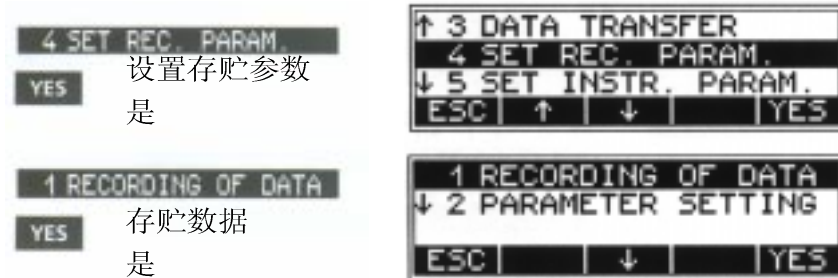 4 SET REC. PARAM.
设置存贮参数
YES
是
↑ 3 DATA TRANSFER
4 SET REC. PARAM.
↓ 5 SET INSTR. PARAM.
ESC ↑ ↓ YES
1 RECORDING OF DATA
存贮数据
YES
是
1 RECORDING OF DATA
↓ 2 PARAMETER SETTING
ESC ↓ YES